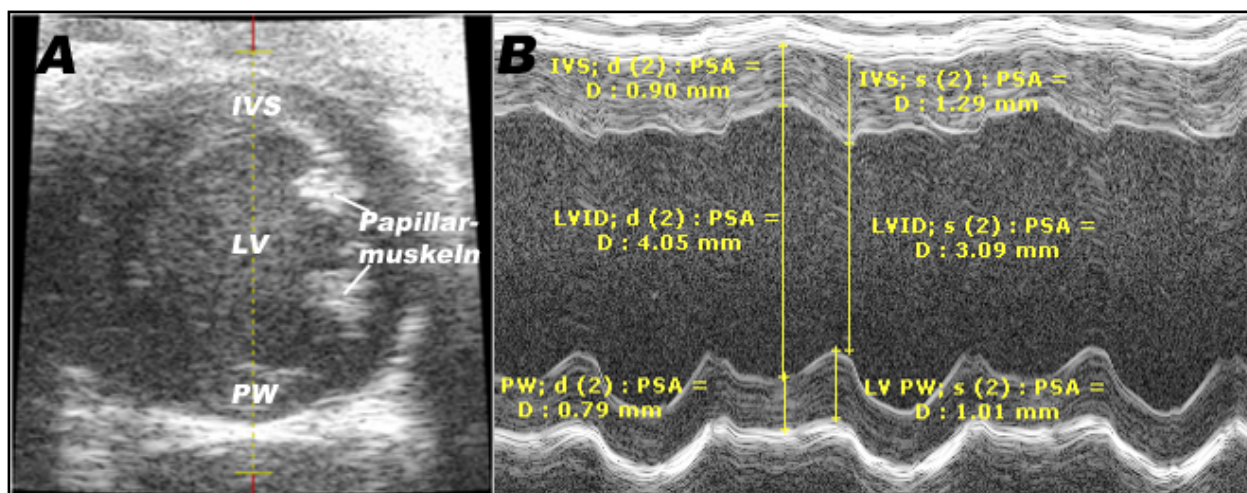 A
IVS
Papillar-
muskeln
LV
PW
B
IVS; d (2) : PSA =
D : 0.90 mm
IVS; s (2) : PSA =
D : 1.29 mm
LVID; d (2) : PSA =
D : 4.05 mm
LVID; s (2) : PSA =
D : 3.09 mm
PW; d (2) : PSA =
D : 0.79 mm
LV PW; s (2) : PSA =
D : 1.01 mm